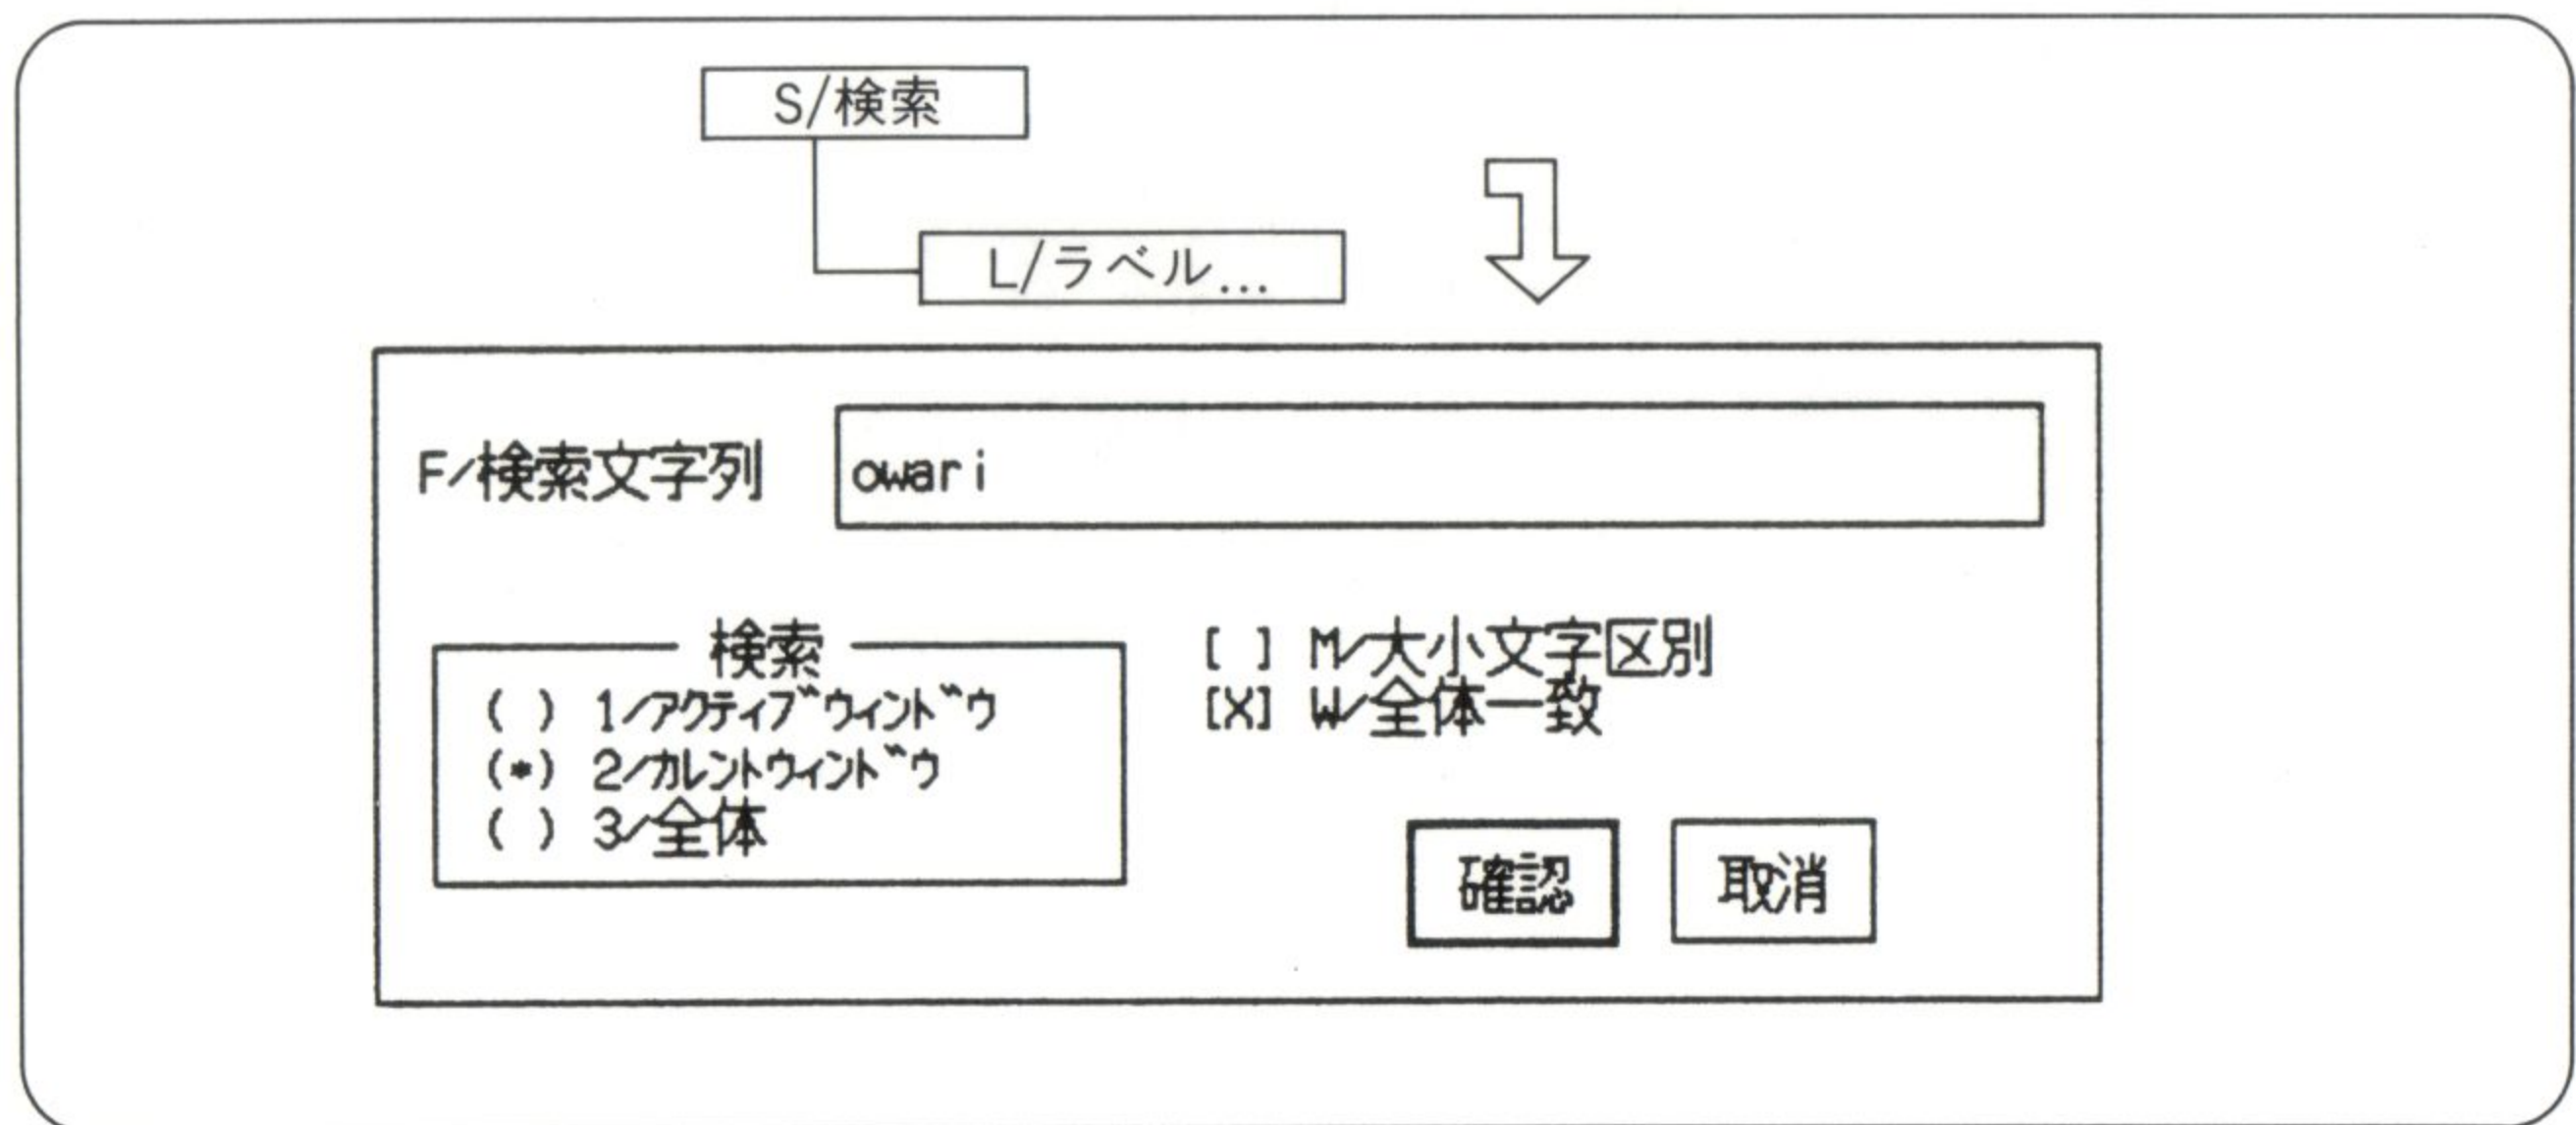 S/検索
L/ラベル...
F/検索文字列 owari
検索
( ) 1/ｱｸﾃｨﾌﾞｳｨﾝﾄﾞｳ
(*) 2/ｶﾚﾝﾄｳｨﾝﾄﾞｳ
( ) 3/全体
[ ] M/大小文字区別
[X] W/全体一致
確認 取消